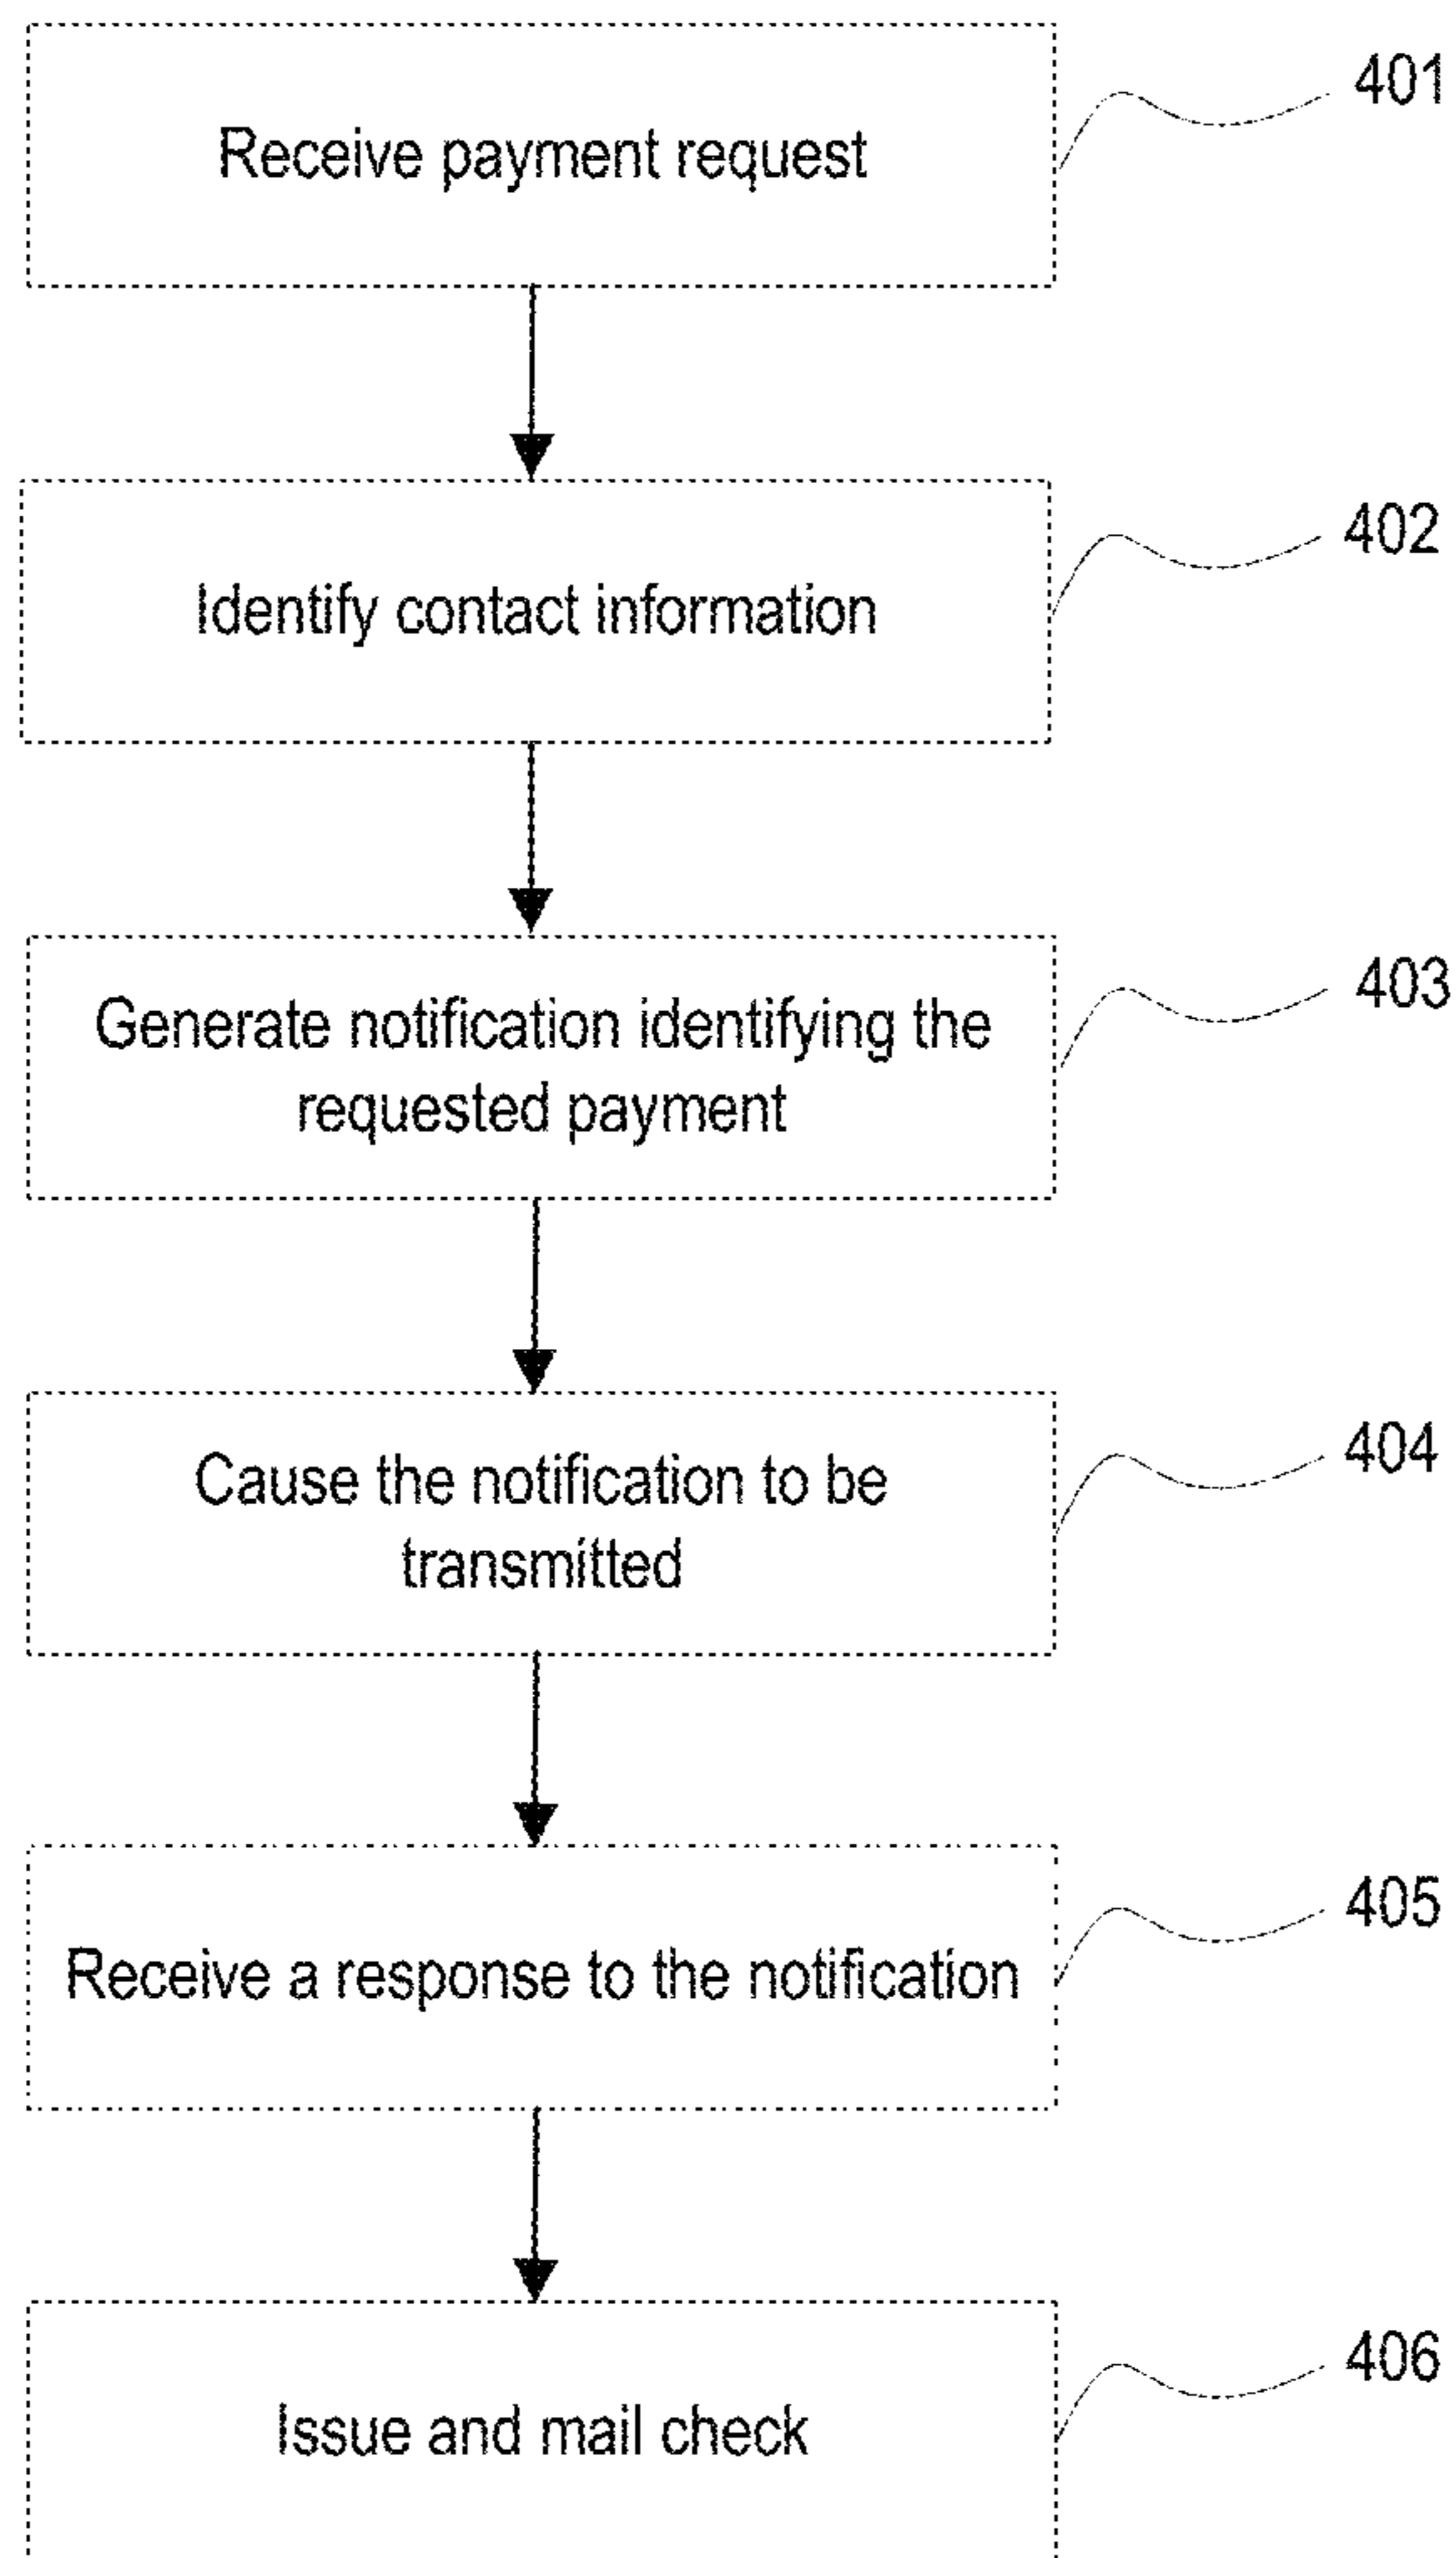 Receive payment request
401
Identify contact information
402
Generate notification identifying the
requested payment
403
Cause the notification to be
transmitted
404
Receive a response to the notification
405
Issue and mail check
406